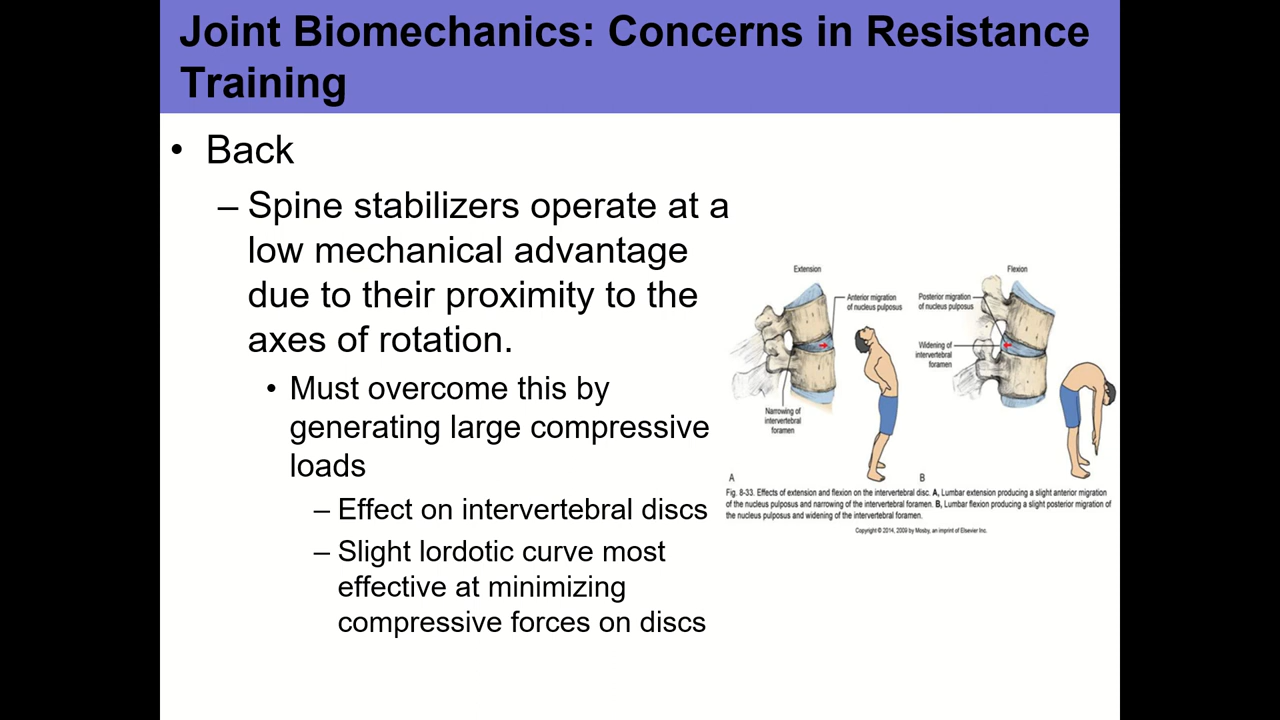 Joint Biomechanics: Concerns in Resistance
Training
• Back
– Spine stabilizers operate at a
low mechanical advantage
due to their proximity to the
axes of rotation.
• Must overcome this by
generating large compressive
loads
– Effect on intervertebral discs
– Slight lordotic curve most
effective at minimizing
compressive forces on discs
Extension
Anterior migration
of nucleus pulposus
Narrowing of
intervertebral
foramen
A
Flexion
Posterior migration
of nucleus pulposus
Widening of
intervertebral
foramen
B
Fig. 8-33. Effects of extension and flexion on the intervertebral disc. A, Lumbar extension producing a slight anterior migration
of the nucleus pulposus and narrowing of the intervertebral foramen. B, Lumbar flexion producing a slight posterior migration of
the nucleus pulposus and widening of the intervertebral foramen.
Copyright © 2014, 2009 by Mosby, an imprint of Elsevier Inc.